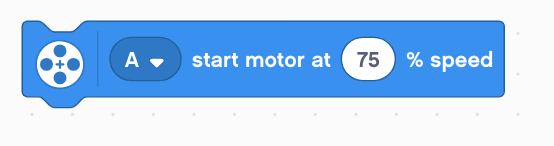 A start motor at 75 % speed